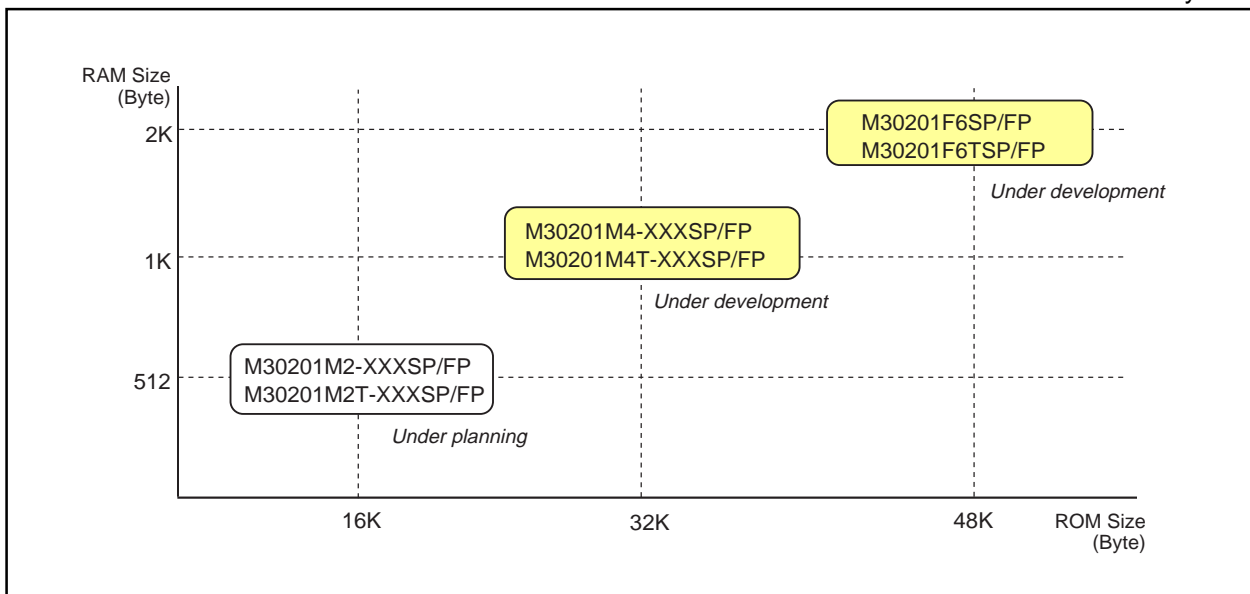 RAM Size
(Byte)
2K
M30201F6SP/FP
M30201F6TSP/FP
Under development
M30201M4-XXXSP/FP
M30201M4T-XXXSP/FP
1K
Under development
M30201M2-XXXSP/FP
M30201M2T-XXXSP/FP
512
Under planning
16K
32K
48K
ROM Size
(Byte)